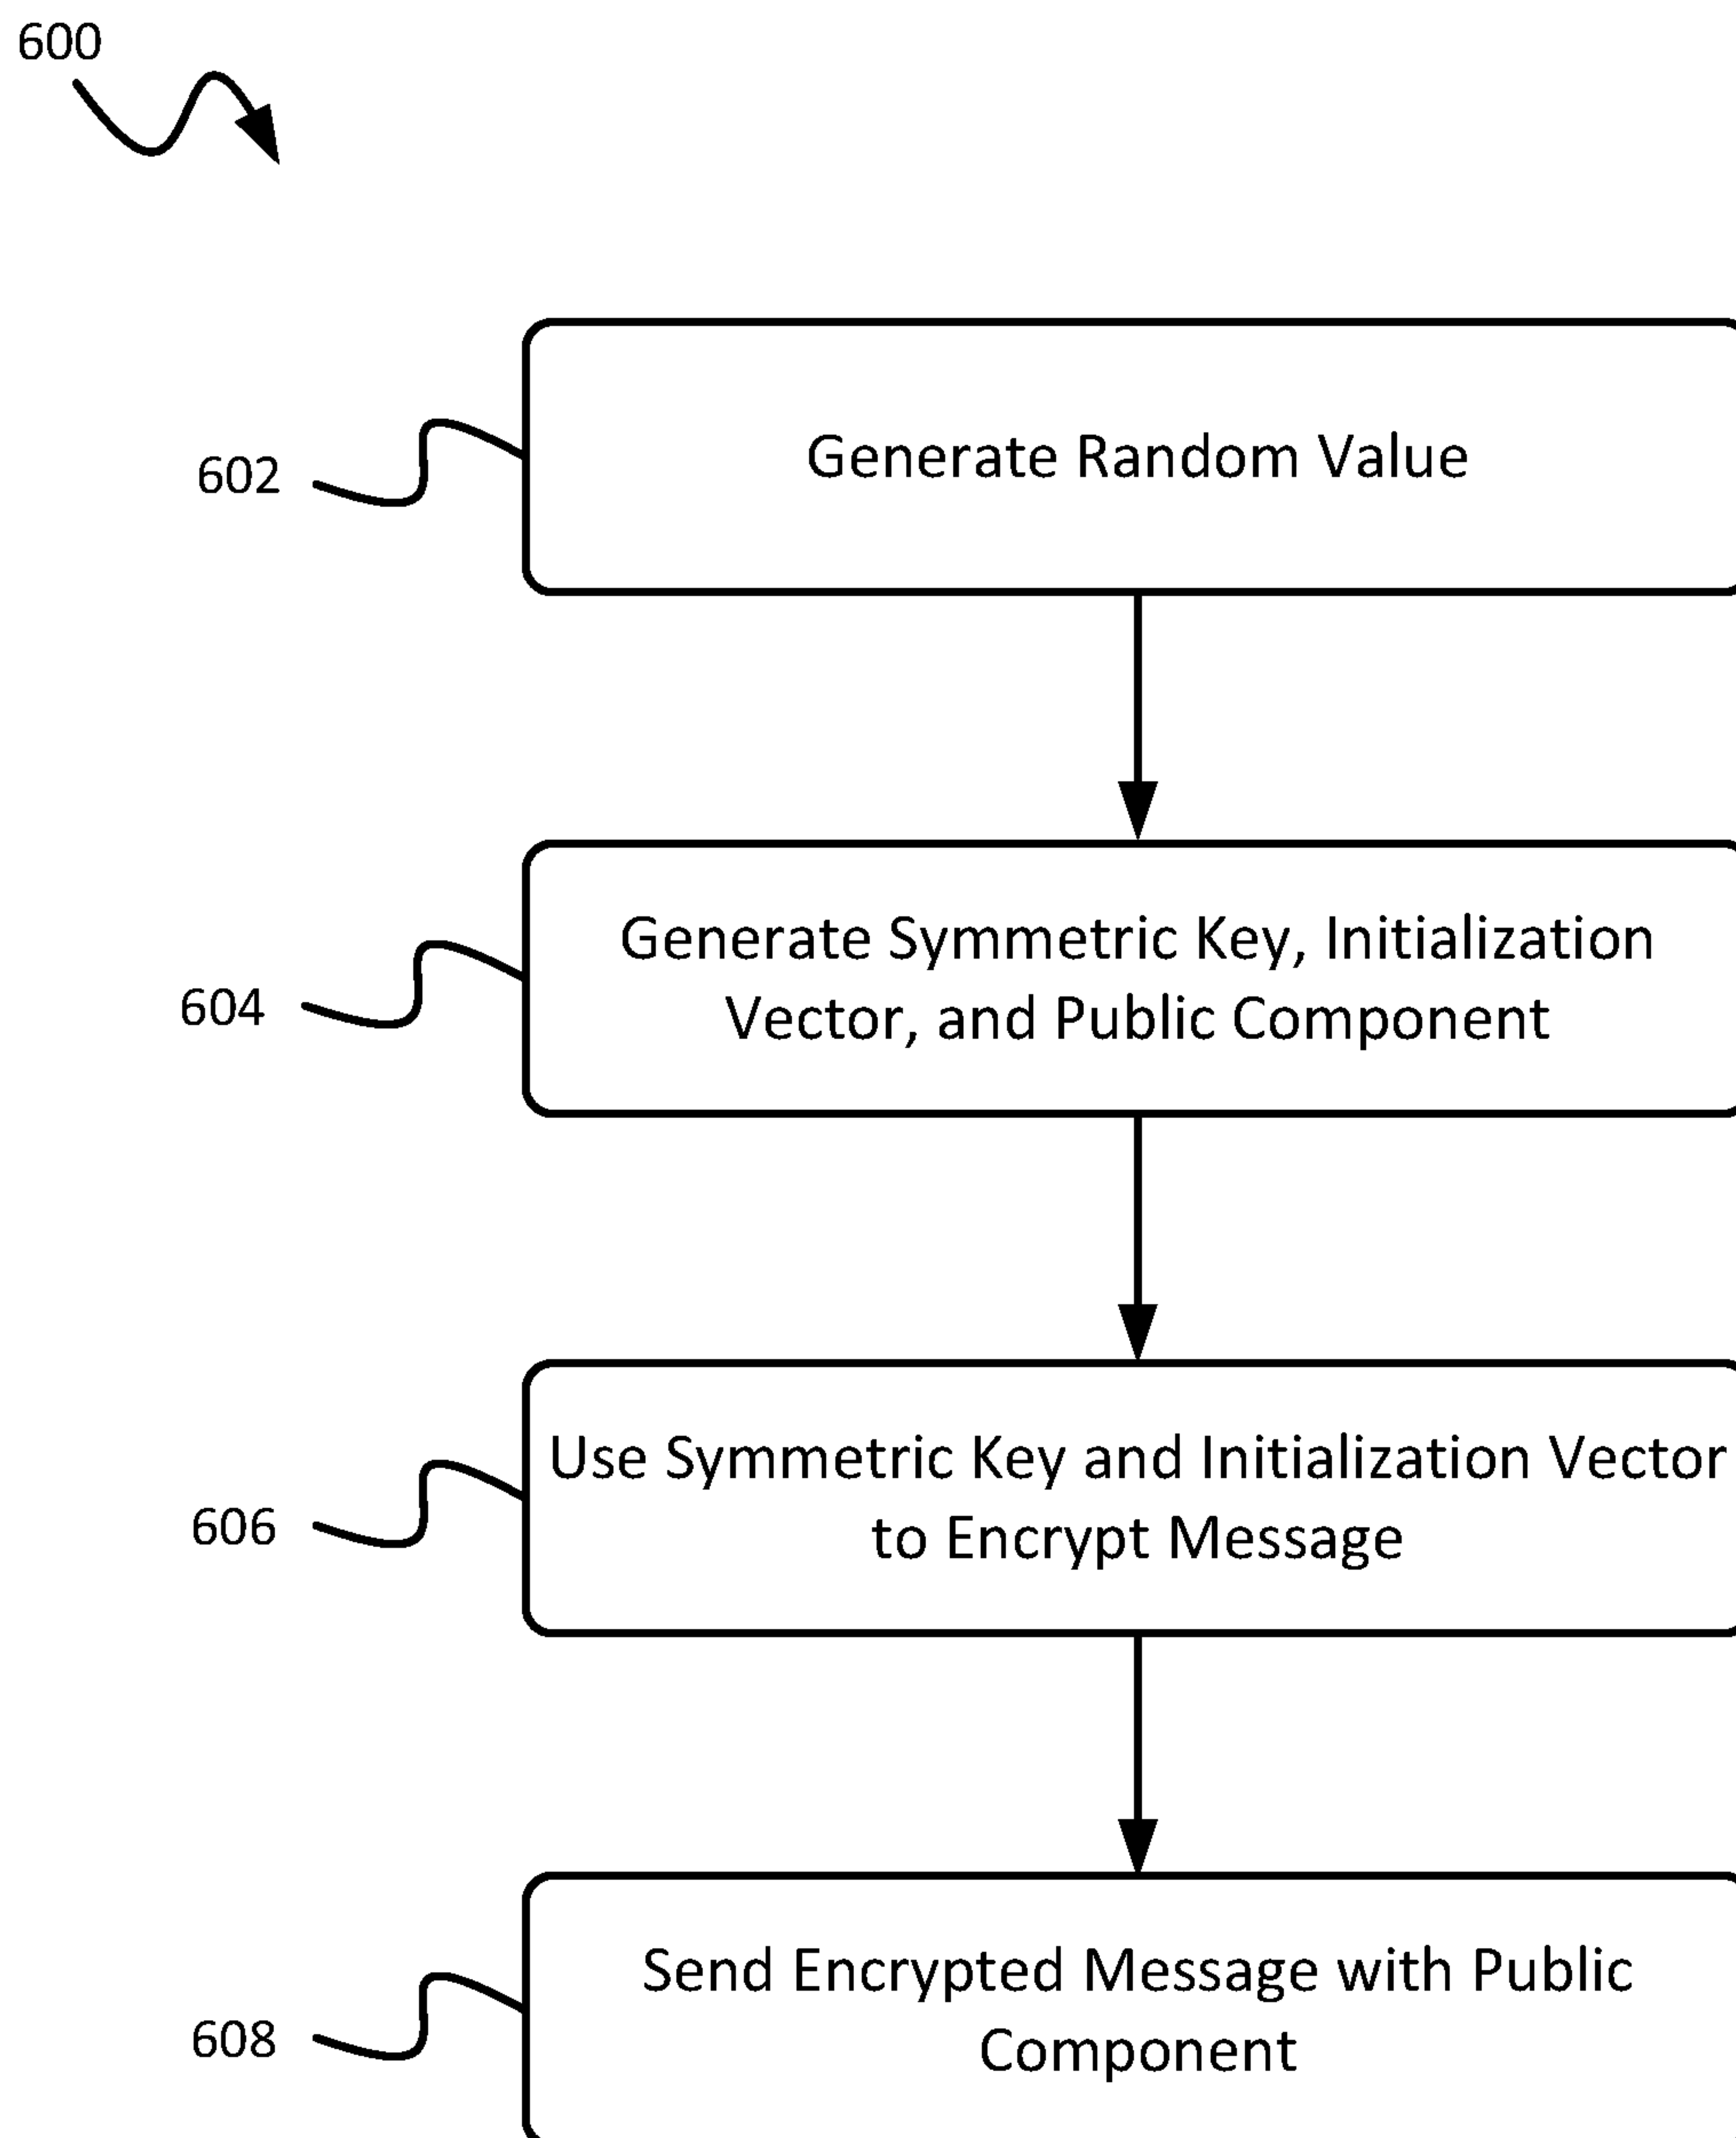 600
602
Generate Random Value
604
Generate Symmetric Key, Initialization
Vector, and Public Component
606
Use Symmetric Key and Initialization Vector
to Encrypt Message
608
Send Encrypted Message with Public
Component